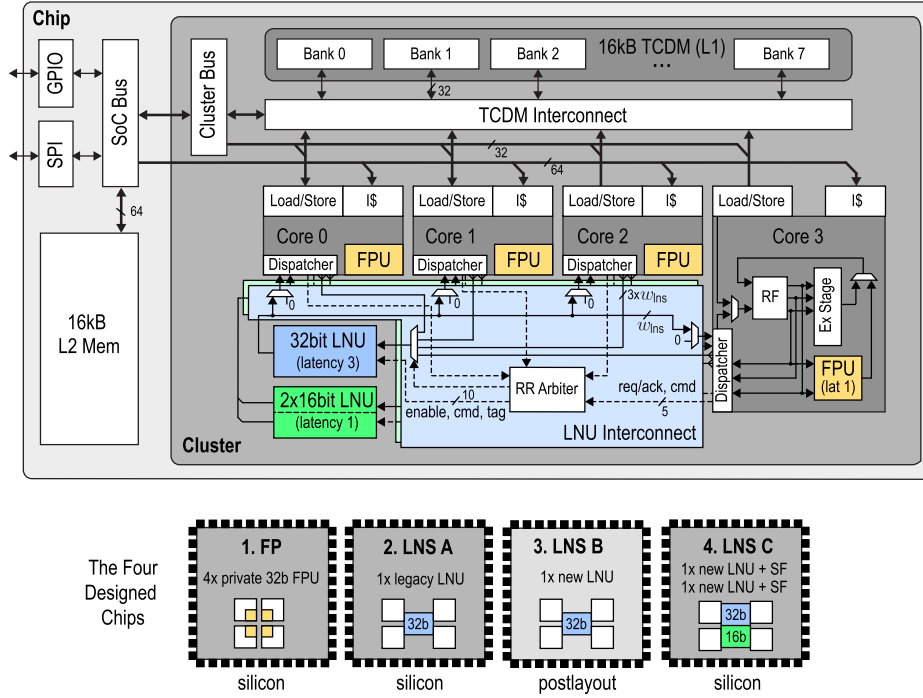 Chip
GPIO
SPI
SoC Bus
Cluster Bus
16kB TCDM (L1)
Bank 0
Bank 1
Bank 2
...
Bank 7
32
TCDM Interconnect
32
64
64
Load/Store
I$
Load/Store
I$
Load/Store
I$
Load/Store
I$
Core 0
Core 1
Core 2
Core 3
FPU
FPU
FPU
Dispatcher
Dispatcher
Dispatcher
0
0
0
3x wlns
wlns
0
RF
Ex Stage
Dispatcher
FPU
(lat 1)
16kB
L2 Mem
32bit LNU
(latency 3)
2x16bit LNU
(latency 1)
10
enable, cmd, tag
RR Arbiter
req/ack, cmd
5
LNU Interconnect
Cluster
The Four
Designed
Chips
1. FP
4x private 32b FPU
silicon
2. LNS A
1x legacy LNU
32b
silicon
3. LNS B
1x new LNU
32b
postlayout
4. LNS C
1x new LNU + SF
1x new LNU + SF
32b
16b
silicon